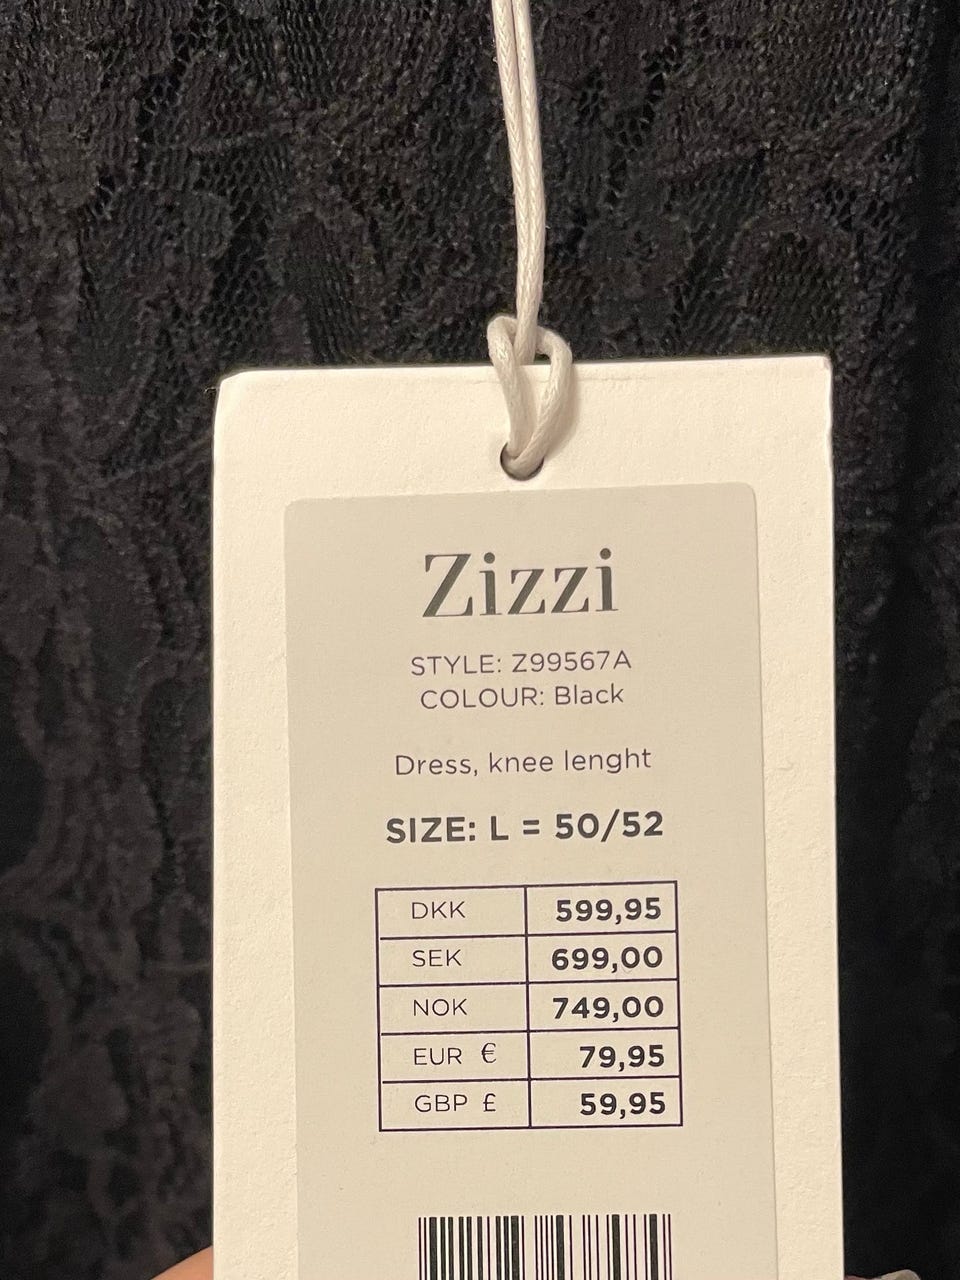 Zizzi
STYLE: Z99567A
COLOUR: Black
Dress, knee lenght
SIZE: L = 50/52
DKK 599,95
SEK 699,00
NOK 749,00
EUR € 79,95
GBP £ 59,95